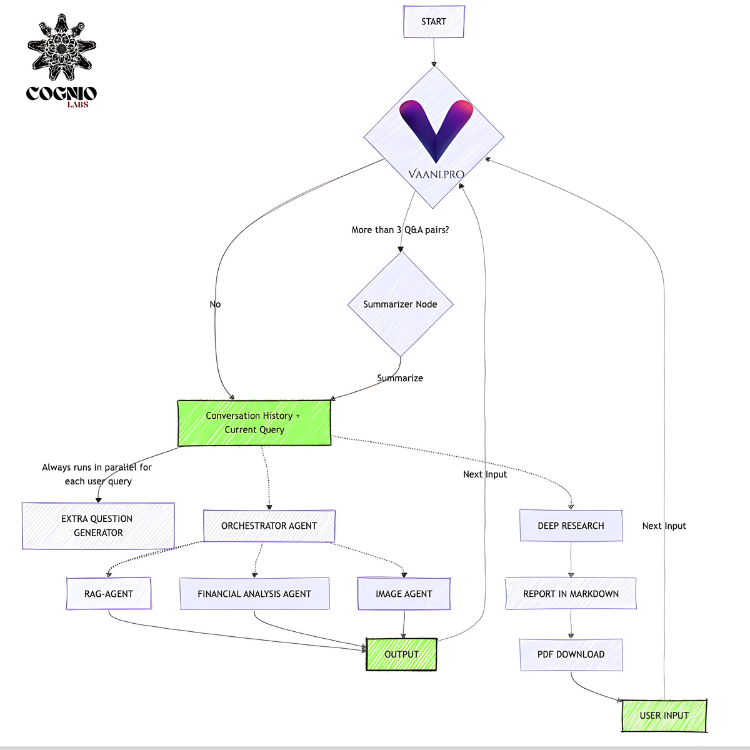 START
COGNIO
LABS
VAANI.PRO
More than 3 Q&A pairs?
No
Summarizer Node
Summarize
Conversation History +
Current Query
Always runs in parallel for
each user query
Next Input
EXTRA QUESTION
GENERATOR
ORCHESTRATOR AGENT
DEEP RESEARCH
Next Input
RAG-AGENT
FINANCIAL ANALYSIS AGENT
IMAGE AGENT
REPORT IN MARKDOWN
OUTPUT
PDF DOWNLOAD
USER INPUT